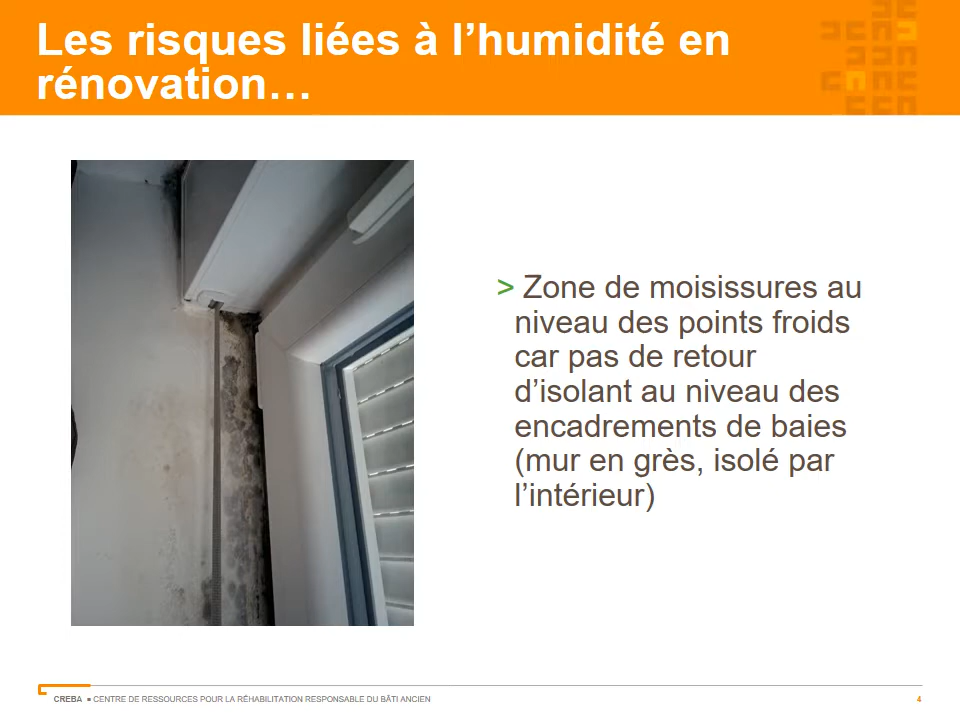 Les risques liées à l’humidité en
rénovation…
> Zone de moisissures au
niveau des points froids
car pas de retour
d’isolant au niveau des
encadrements de baies
(mur en grès, isolé par
l’intérieur)
CREBA ■ CENTRE DE RESSOURCES POUR LA RÉHABILITATION RESPONSABLE DU BÂTI ANCIEN
4